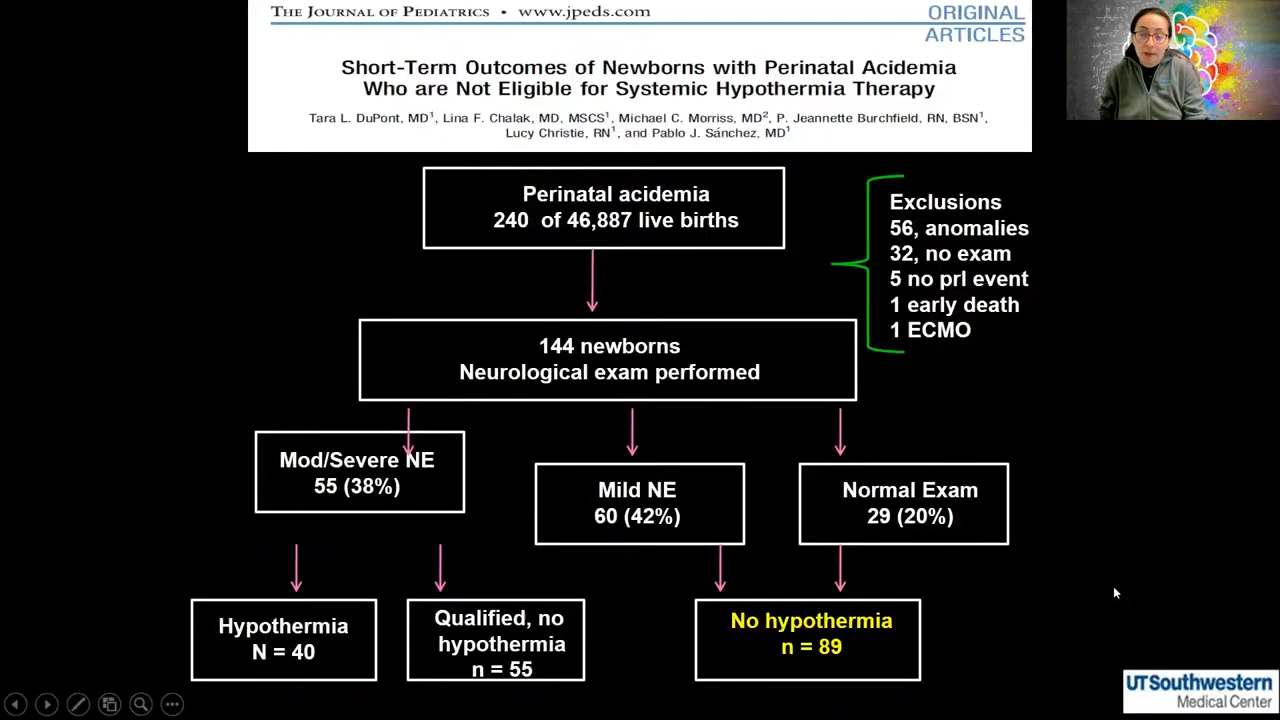 THE JOURNAL OF PEDIATRICS • www.jpeds.com
ORIGINAL
ARTICLES
Short-Term Outcomes of Newborns with Perinatal Acidemia
Who are Not Eligible for Systemic Hypothermia Therapy
Tara L. DuPont, MD1, Lina F. Chalak, MD, MSCS1, Michael C. Morriss, MD2, P. Jeannette Burchfield, RN, BSN1,
Lucy Christie, RN1, and Pablo J. Sánchez, MD1
Perinatal acidemia
240 of 46,887 live births
Exclusions
56, anomalies
32, no exam
5 no prl event
1 early death
1 ECMO
144 newborns
Neurological exam performed
Mod/Severe NE
55 (38%)
Mild NE
60 (42%)
Normal Exam
29 (20%)
Hypothermia
N = 40
Qualified, no
hypothermia
n = 55
No hypothermia
n = 89
UTSouthwestern
Medical Center